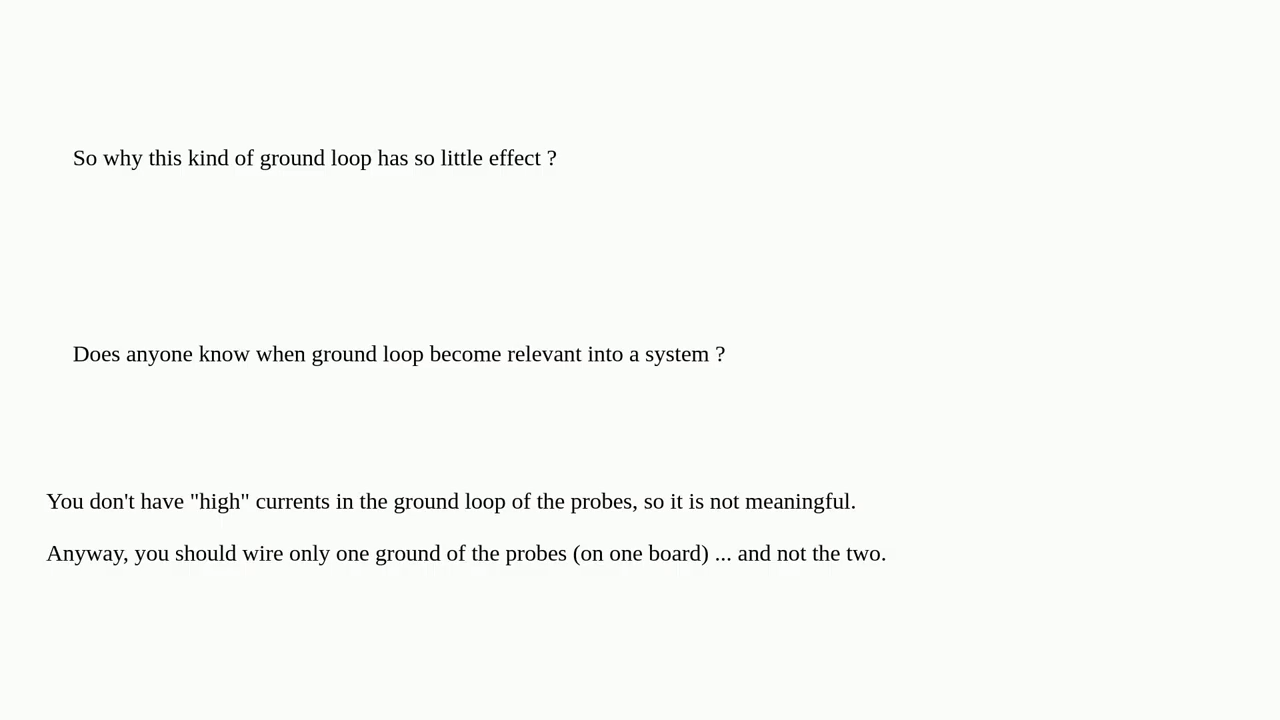 So why this kind of ground loop has so little effect ?
Does anyone know when ground loop become relevant into a system ?
You don't have "high" currents in the ground loop of the probes, so it is not meaningful.
Anyway, you should wire only one ground of the probes (on one board) ... and not the two.